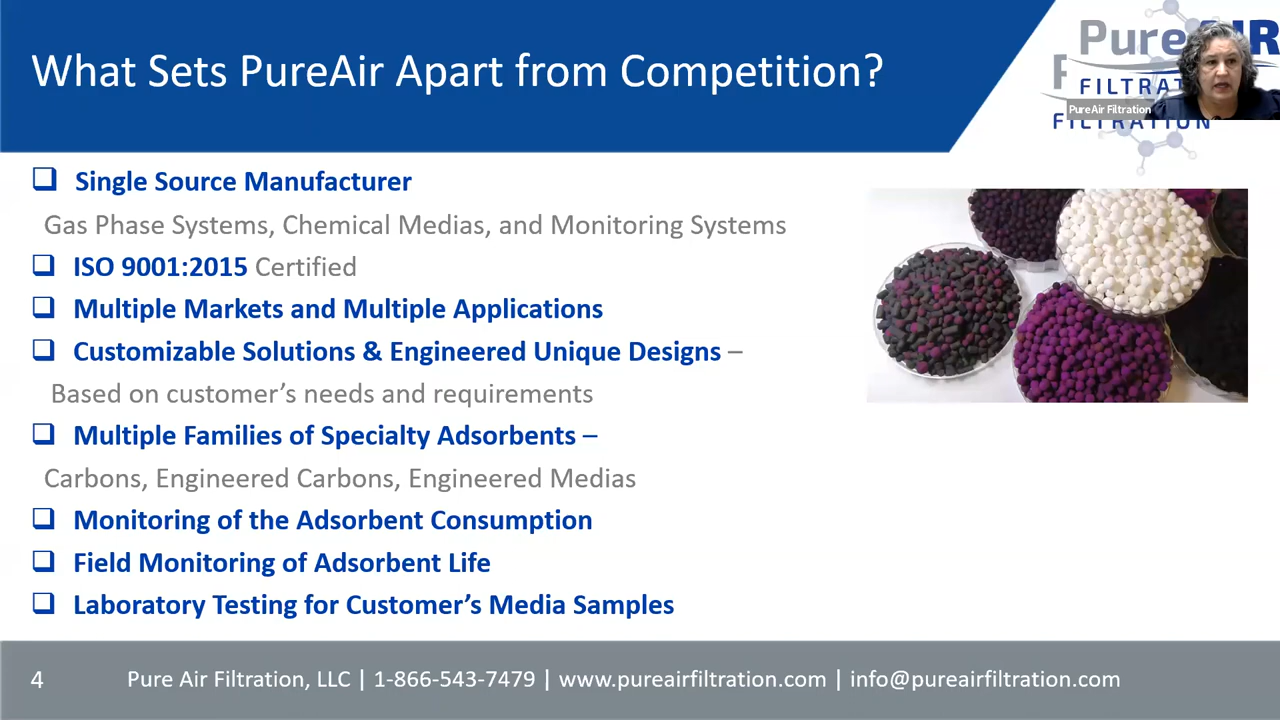 What Sets PureAir Apart from Competition?
PureAIR
FILTRAT
PureAir Filtration
FILTRATION
❑ Single Source Manufacturer
Gas Phase Systems, Chemical Medias, and Monitoring Systems
❑ ISO 9001:2015 Certified
❑ Multiple Markets and Multiple Applications
❑ Customizable Solutions & Engineered Unique Designs –
Based on customer’s needs and requirements
❑ Multiple Families of Specialty Adsorbents –
Carbons, Engineered Carbons, Engineered Medias
❑ Monitoring of the Adsorbent Consumption
❑ Field Monitoring of Adsorbent Life
❑ Laboratory Testing for Customer’s Media Samples
4 Pure Air Filtration, LLC | 1-866-543-7479 | www.pureairfiltration.com | info@pureairfiltration.com